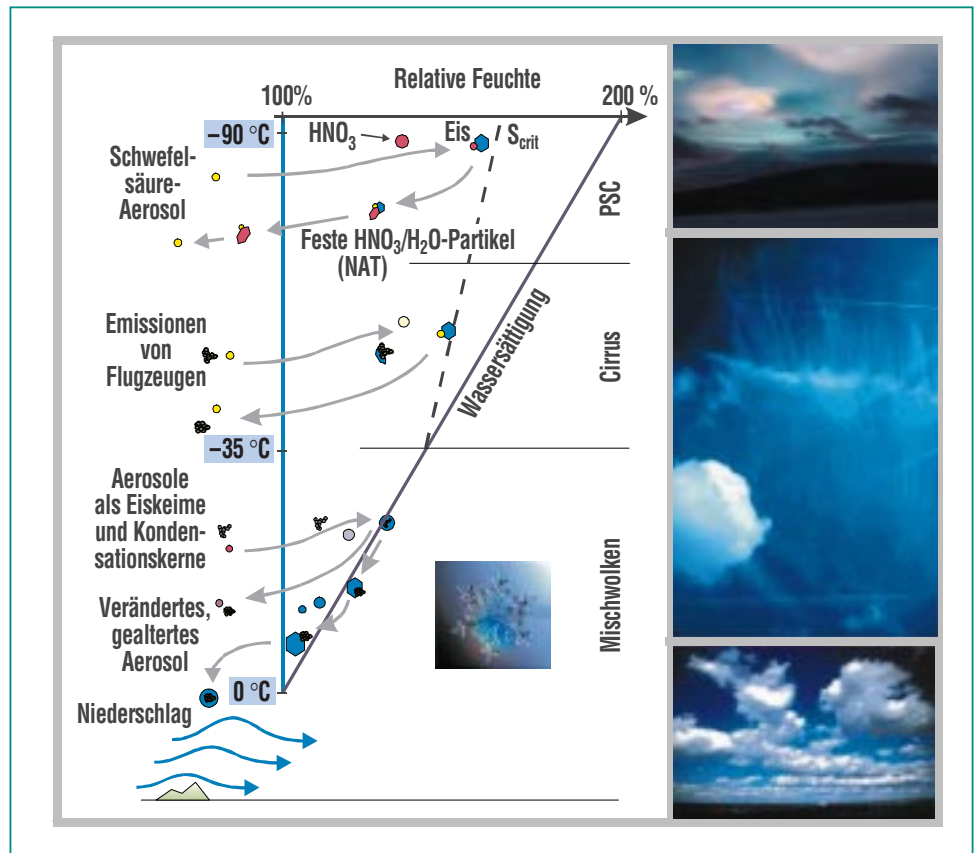 Relative Feuchte
100%
200 %
–90 °C
HNO₃
Eis
S_crit
Schwefel-
säure-
Aerosol
PSC
Feste HNO₃/H₂O-Partikel
(NAT)
Emissionen
von
Flugzeugen
Wassersättigung
Cirrus
–35 °C
Aerosole
als Eiskeime
und Konden-
sationskerne
Mischwolken
Verändertes,
gealtertes
Aerosol
0 °C
Niederschlag